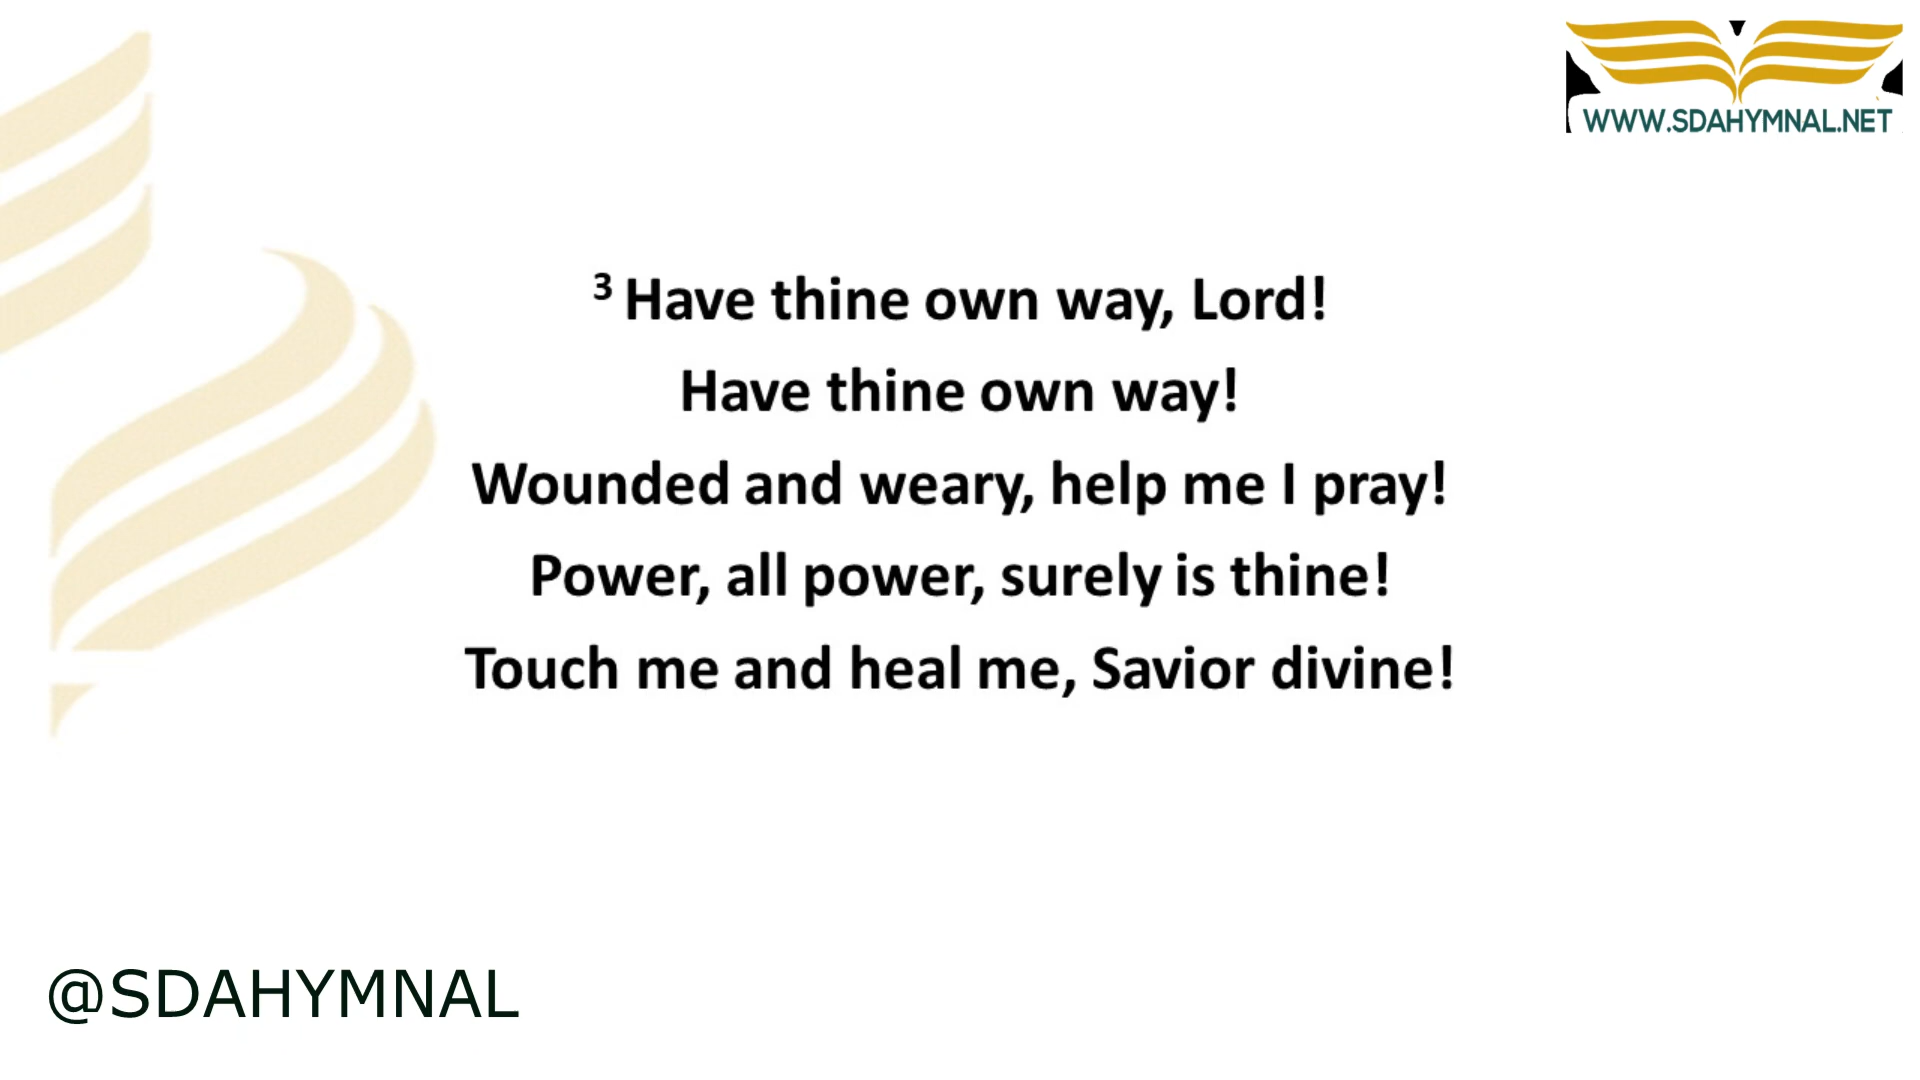 WWW.SDAHYMNAL.NET
³ Have thine own way, Lord!
Have thine own way!
Wounded and weary, help me I pray!
Power, all power, surely is thine!
Touch me and heal me, Savior divine!
@SDAHYMNAL